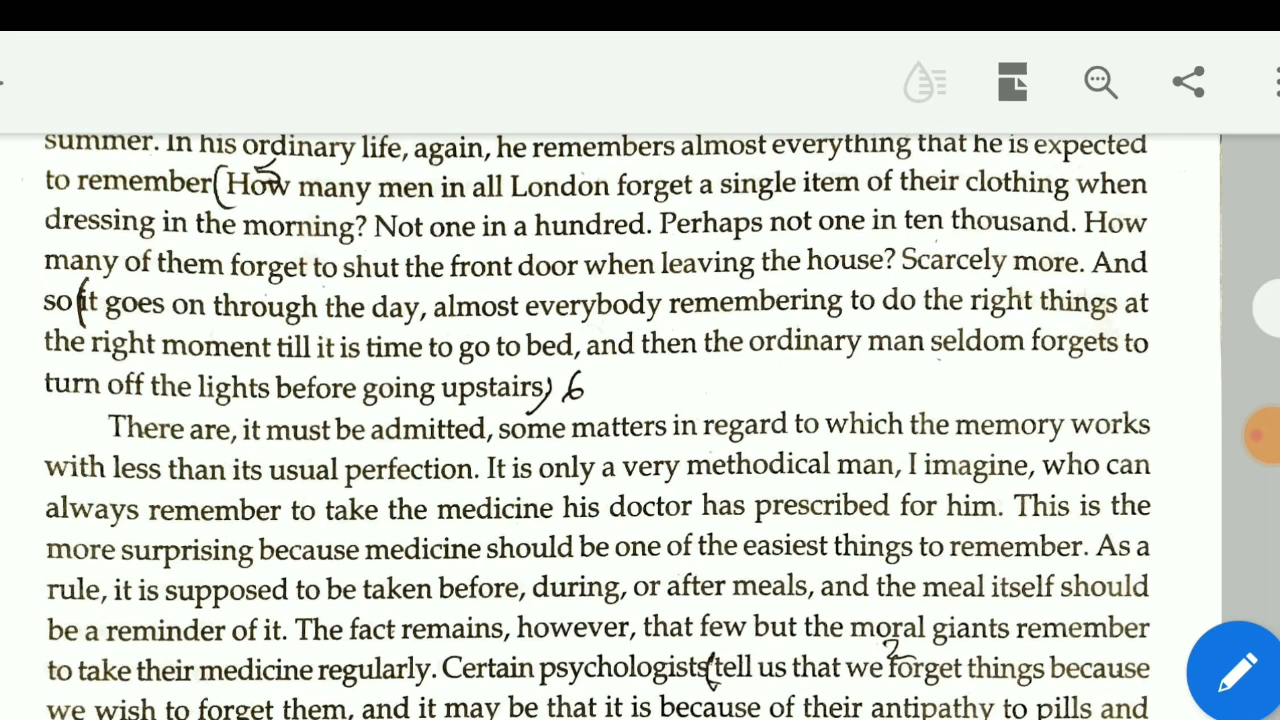 summer. In his ordinary life, again, he remembers almost everything that he is expected
to remember (How many men in all London forget a single item of their clothing when
dressing in the morning? Not one in a hundred. Perhaps not one in ten thousand. How
many of them forget to shut the front door when leaving the house? Scarcely more. And
so (it goes on through the day, almost everybody remembering to do the right things at
the right moment till it is time to go to bed, and then the ordinary man seldom forgets to
turn off the lights before going upstairs) 6
There are, it must be admitted, some matters in regard to which the memory works
with less than its usual perfection. It is only a very methodical man, I imagine, who can
always remember to take the medicine his doctor has prescribed for him. This is the
more surprising because medicine should be one of the easiest things to remember. As a
rule, it is supposed to be taken before, during, or after meals, and the meal itself should
be a reminder of it. The fact remains, however, that few but the moral giants remember
to take their medicine regularly. Certain psychologists (tell us that we forget things because
we wish to forget them, and it may be that it is because of their antipathy to pills and